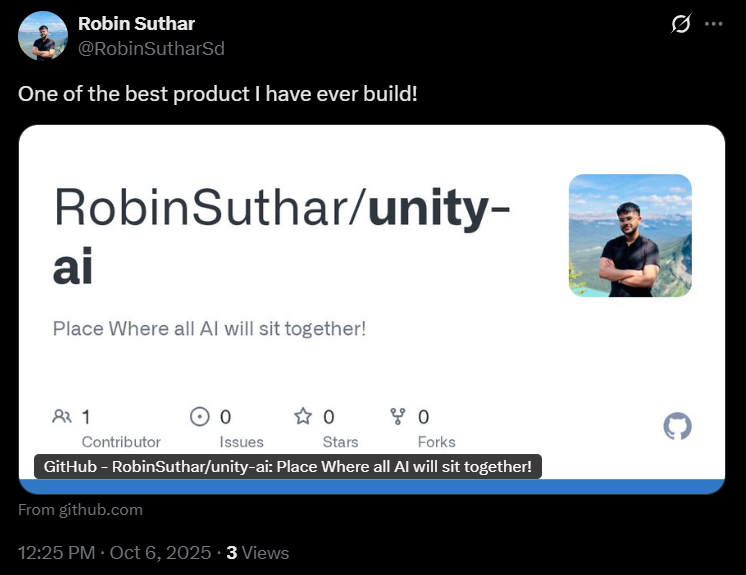 Robin Suthar
@RobinSutharSd
One of the best product I have ever build!
RobinSuthar/unity-
ai
Place Where all AI will sit together!
1 0 0 0
Contributor Issues Stars Forks
GitHub - RobinSuthar/unity-ai: Place Where all AI will sit together!
From github.com
12:25 PM · Oct 6, 2025 · 3 Views